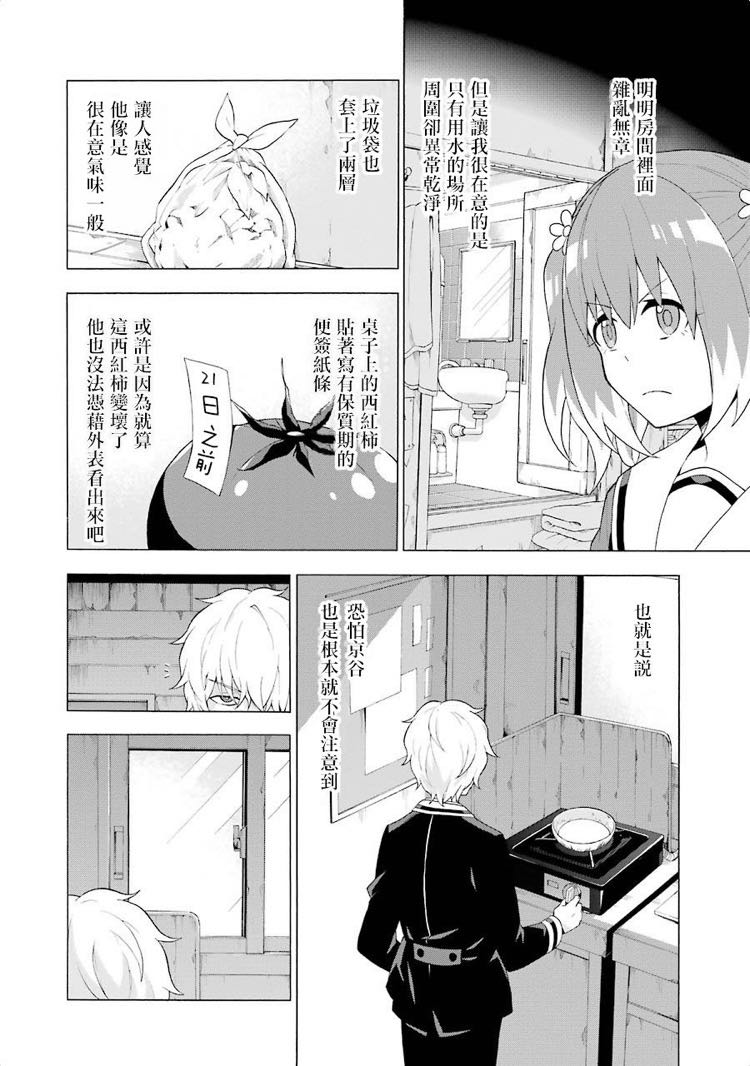 明明房間裡面
雜亂無章
但是讓我很在意的是
只有用水的場所
周圍卻異常乾淨
垃圾袋也
套上了兩層
讓人感覺
他像是
很在意氣味一般
桌子上的西紅柿
貼著寫有保質期的
便簽紙條
21日之前
或許是因為就算
這西紅柿變壞了
他也沒法憑藉外表看出來吧
也就是説
恐怕京谷
也是根本就不會注意到